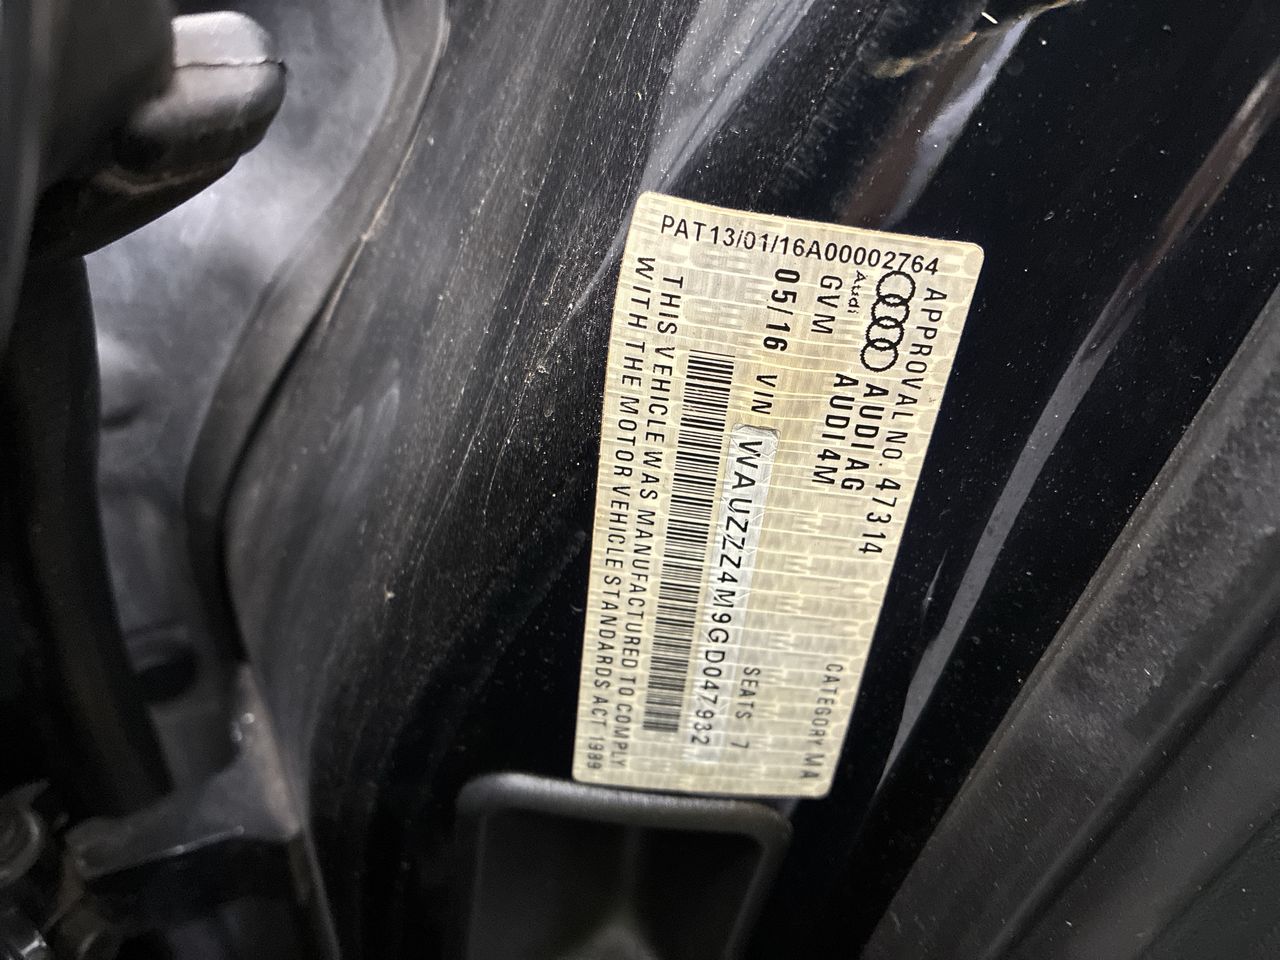 PAT13/01/16A00002764
APPROVAL NO. 47314
Audi AUDI AG CATEGORY MA
GVM AUDI 4M
05/16 VIN WAUZZZ4M9GD047932 SEATS 7
THIS VEHICLE WAS MANUFACTURED TO COMPLY
WITH THE MOTOR VEHICLE STANDARDS ACT 1989